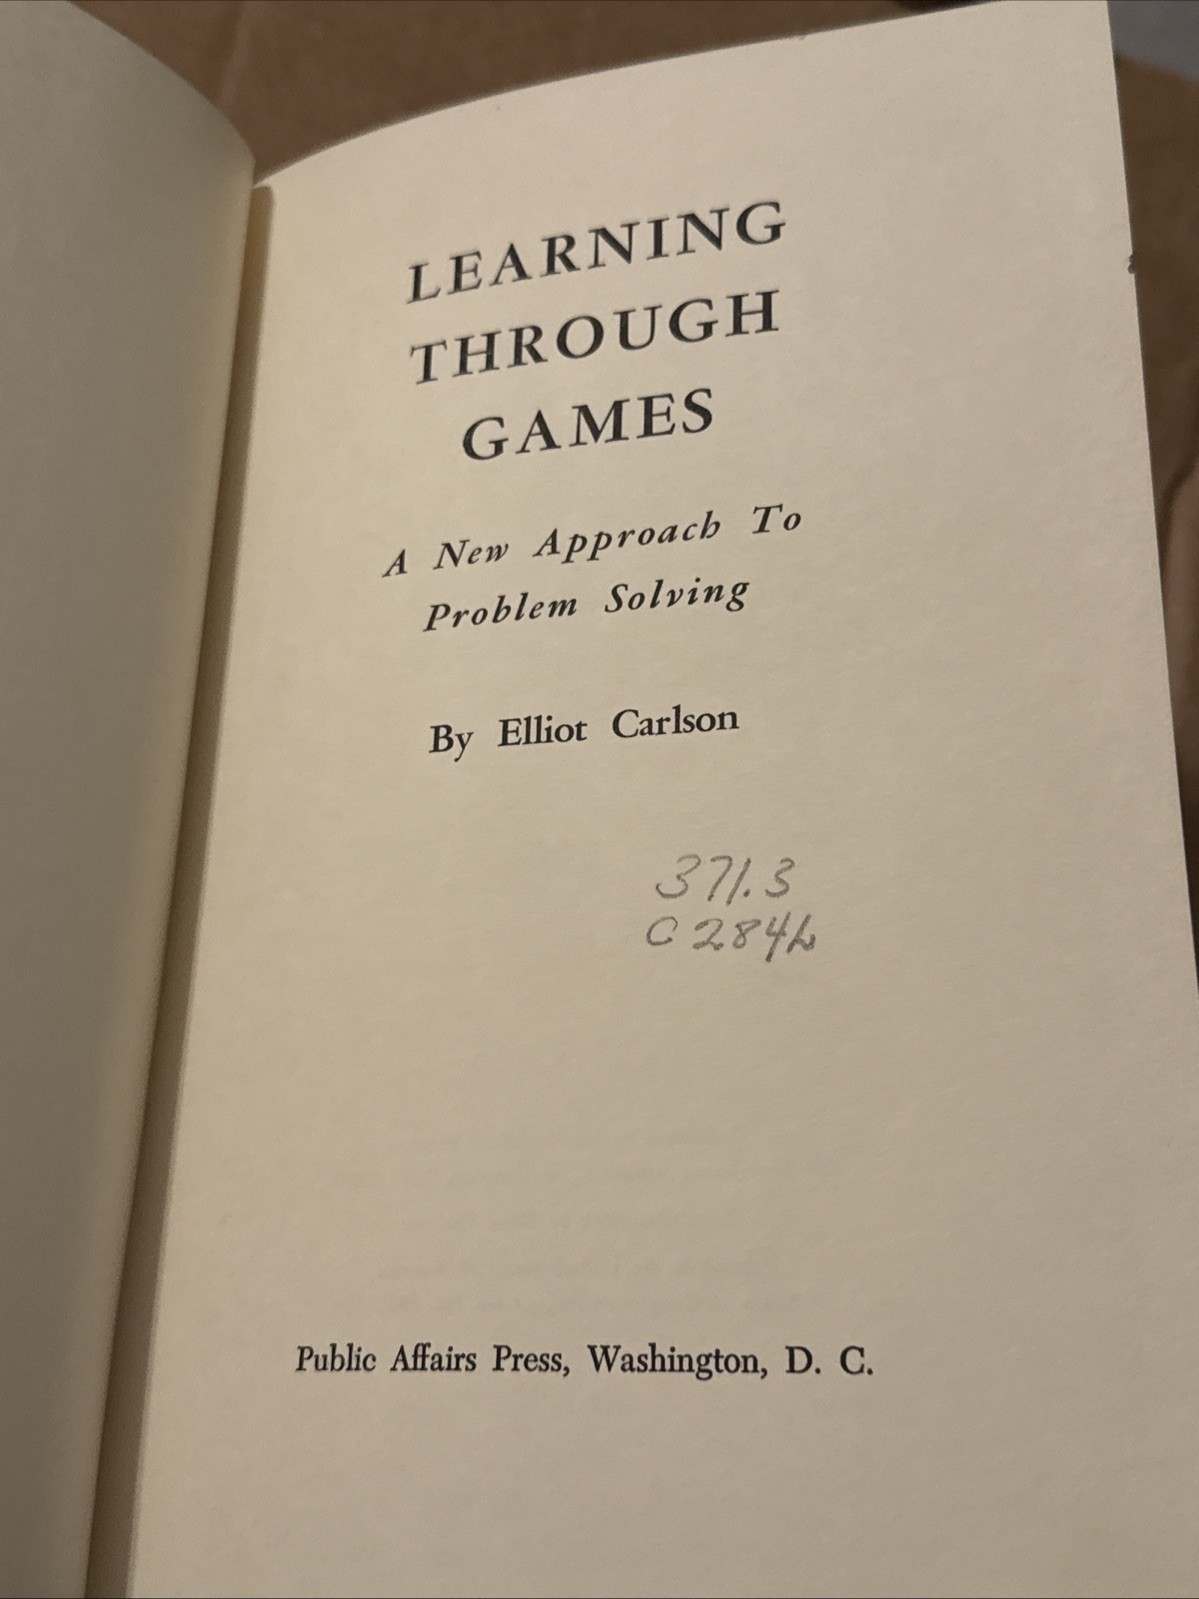 LEARNING
THROUGH
GAMES
A New Approach To
Problem Solving
By Elliot Carlson
371.3
C284L
Public Affairs Press, Washington, D. C.